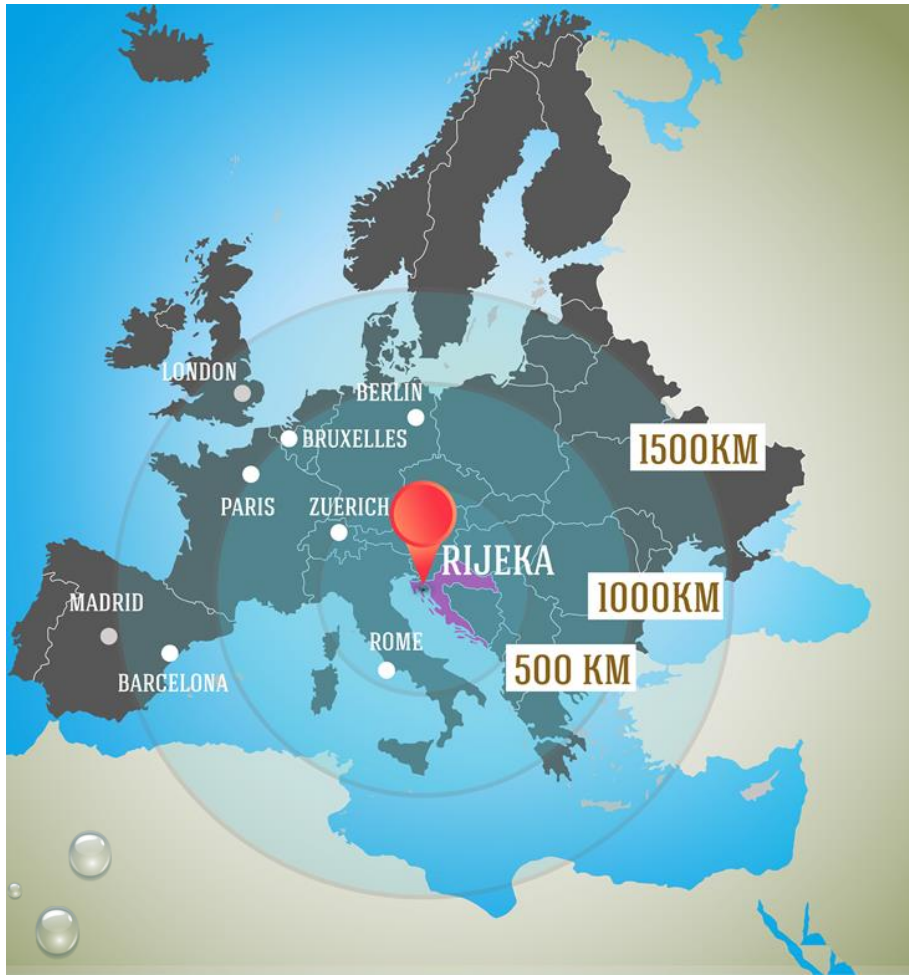 LONDON
BERLIN
BRUXELLES
1500KM
PARIS
ZUERICH
RIJEKA
1000KM
MADRID
ROME
500 KM
BARCELONA